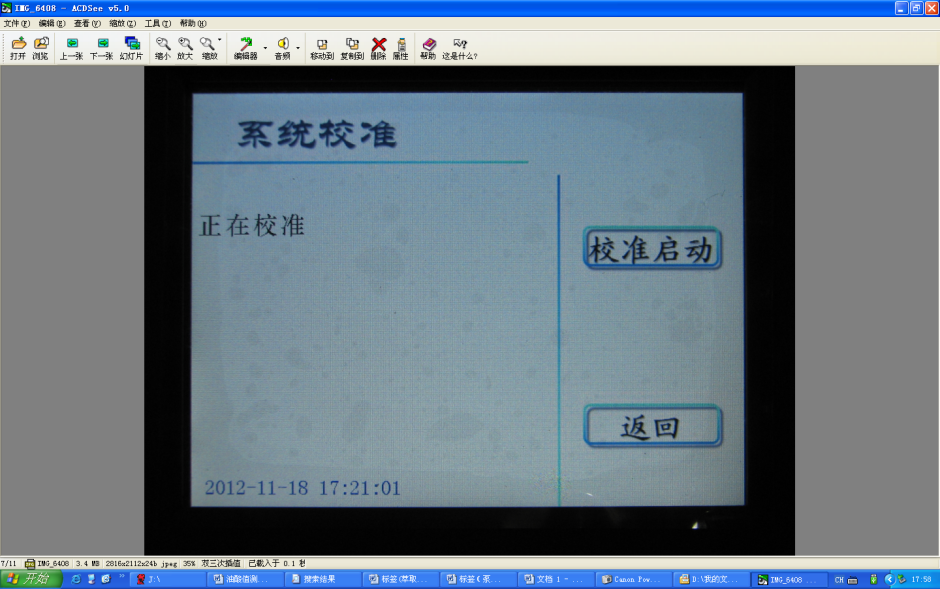 IMG_6408 - ACDSee v5.0
文件(F) 编辑(E) 查看(V) 缩放(Z) 工具(T) 帮助(H)
打开 浏览 上一张 下一张 幻灯片 缩小 放大 缩放 编辑器 音频 移动到 复制到 删除 属性 帮助 这是什么?
系统校准
正在校准
校准启动
返回
2012-11-18 17:21:01
7/11 IMG_6408 3.4 MB 2816x2112x24b jpeg 35% 双三次插值 已载入于 0.1 秒
开始 J:\ 油酸值测... 搜索结果 标签(萃取... 标签(泵... 文档 1 - ... Canon Pow... D:\我的文... IMG_6408 ... CH 17:58